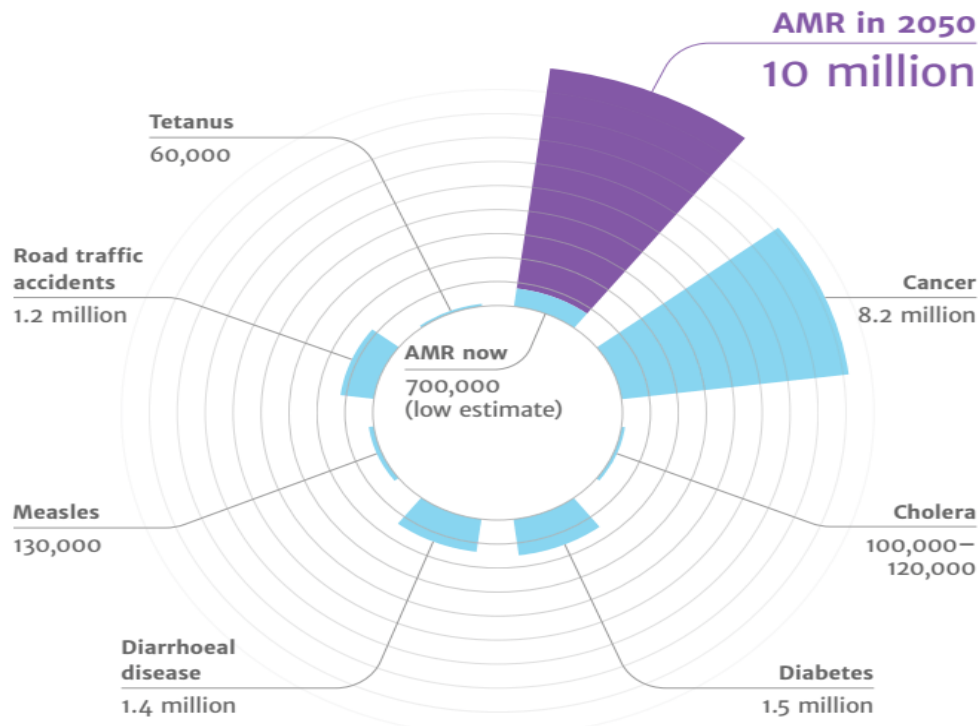 AMR in 2050
10 million
Tetanus
60,000
Road traffic
accidents
1.2 million
Cancer
8.2 million
AMR now
700,000
(low estimate)
Measles
130,000
Cholera
100,000–
120,000
Diarrhoeal
disease
1.4 million
Diabetes
1.5 million